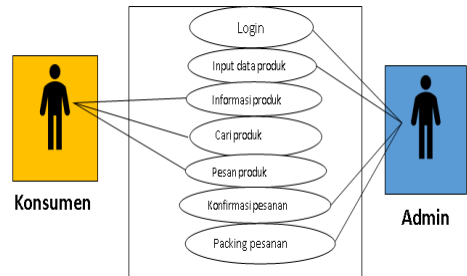 Login
Input data produk
Informasi produk
Cari produk
Pesan produk
Konfirmasi pesanan
Packing pesanan
Konsumen
Admin